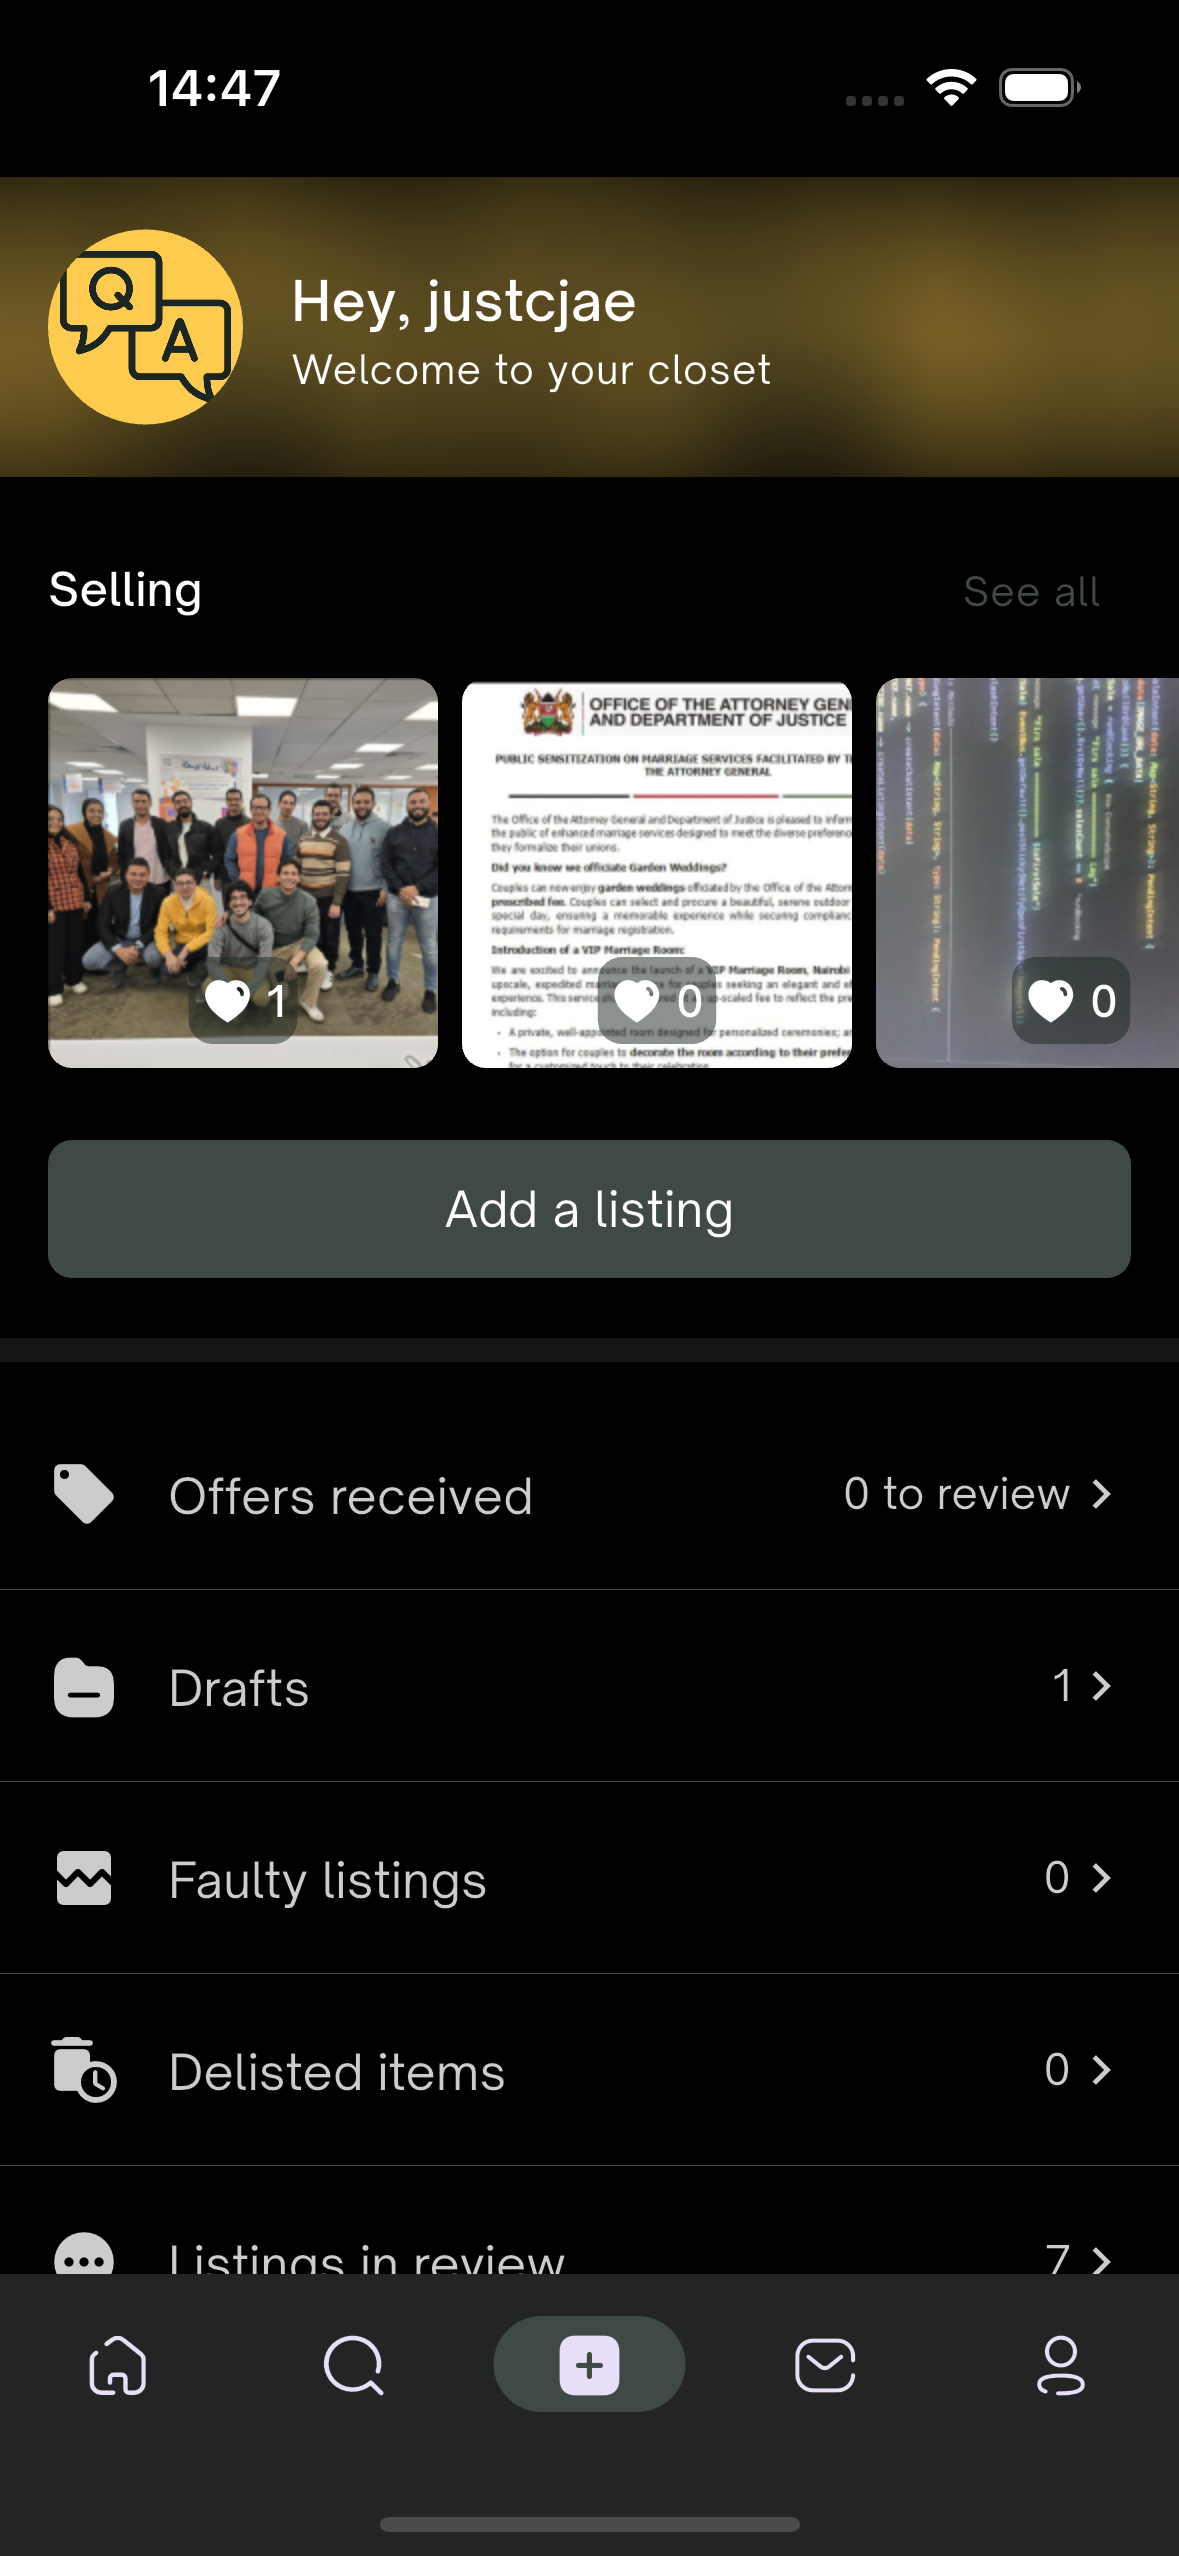 14:47
Q
A
Hey, justcjae
Welcome to your closet
Selling
See all
OFFICE OF THE ATTORNEY GEN
AND DEPARTMENT OF JUSTICE
PUBLIC SENSITIZATION ON MARRIAGE SERVICES FACILITATED BY
THE ATTORNEY GENERAL
The Office of the Attorney General and Department of Justice is pleased to inform
the public of enhanced marriage services designed to meet the diverse
they formalize their unions.
Did you know we officiate Garden Weddings?
Couples can now enjoy garden weddings officiated by the Office of the
prescribed fee. Couples can select and procure a beautiful, serene outdoor
special day, ensuring a memorable experience while securing
requirements for marriage registration.
Introduction of a VIP Marriage Room:
We are excited to announce the launch of a VIP Marriage Room, Nairobi
upscale, expedited for couples seeking an elegant and
experience. This service up-scaled fee to reflect the
including:
• A private, well-appointed room designed for personalized ceremonies;
• The option for couples to decorate the room according to their
for a customized touch to their celebration.
1
0
0
Add a listing
Offers received
0 to review
Drafts
1
Faulty listings
0
Delisted items
0
Listings in review
7